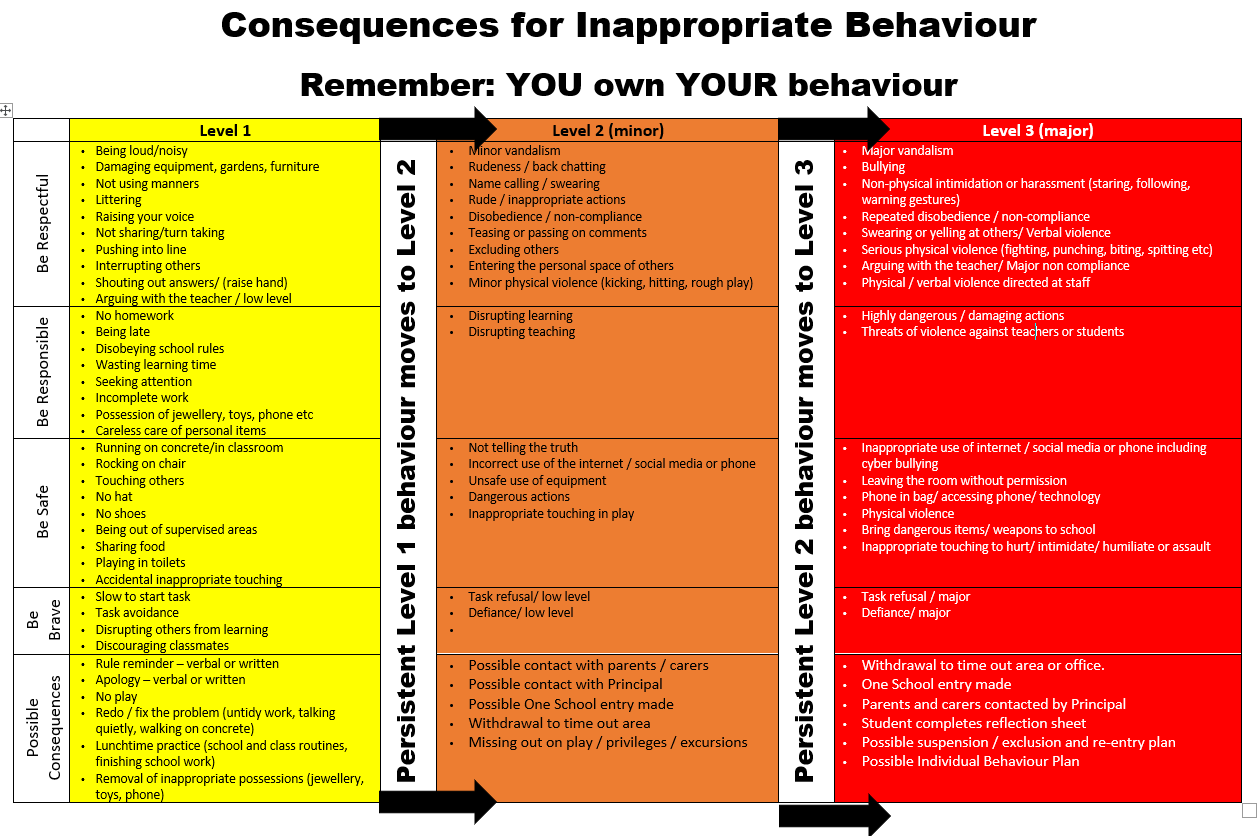 Consequences for Inappropriate Behaviour
Remember: YOU own YOUR behaviour
Level 1
Level 2 (minor)
Level 3 (major)
Be Respectful
• Being loud/noisy
• Damaging equipment, gardens, furniture
• Not using manners
• Littering
• Raising your voice
• Not sharing/turn taking
• Pushing into line
• Interrupting others
• Shouting out answers/ (raise hand)
• Arguing with the teacher / low level
Persistent Level 1 behaviour moves to Level 2
• Minor vandalism
• Rudeness / back chatting
• Name calling / swearing
• Rude / inappropriate actions
• Disobedience / non-compliance
• Teasing or passing on comments
• Excluding others
• Entering the personal space of others
• Minor physical violence (kicking, hitting, rough play)
Persistent Level 2 behaviour moves to Level 3
• Major vandalism
• Bullying
• Non-physical intimidation or harassment (staring, following,
warning gestures)
• Repeated disobedience / non-compliance
• Swearing or yelling at others/ Verbal violence
• Serious physical violence (fighting, punching, biting, spitting etc)
• Arguing with the teacher/ Major non compliance
• Physical / verbal violence directed at staff
Be Responsible
• No homework
• Being late
• Disobeying school rules
• Wasting learning time
• Seeking attention
• Incomplete work
• Possession of jewellery, toys, phone etc
• Careless care of personal items
• Disrupting learning
• Disrupting teaching
• Highly dangerous / damaging actions
• Threats of violence against teachers or students
Be Safe
• Running on concrete/in classroom
• Rocking on chair
• Touching others
• No hat
• No shoes
• Being out of supervised areas
• Sharing food
• Playing in toilets
• Accidental inappropriate touching
• Not telling the truth
• Incorrect use of the internet / social media or phone
• Unsafe use of equipment
• Dangerous actions
• Inappropriate touching in play
• Inappropriate use of internet / social media or phone including
cyber bullying
• Leaving the room without permission
• Phone in bag/ accessing phone/ technology
• Physical violence
• Bring dangerous items/ weapons to school
• Inappropriate touching to hurt/ intimidate/ humiliate or assault
Be
Brave
• Slow to start task
• Task avoidance
• Disrupting others from learning
• Discouraging classmates
• Task refusal/ low level
• Defiance/ low level
•
• Task refusal / major
• Defiance/ major
Possible
Consequences
• Rule reminder – verbal or written
• Apology – verbal or written
• No play
• Redo / fix the problem (untidy work, talking
quietly, walking on concrete)
• Lunchtime practice (school and class routines,
finishing school work)
• Removal of inappropriate possessions (jewellery,
toys, phone)
• Possible contact with parents / carers
• Possible contact with Principal
• Possible One School entry made
• Withdrawal to time out area
• Missing out on play / privileges / excursions
• Withdrawal to time out area or office.
• One School entry made
• Parents and carers contacted by Principal
• Student completes reflection sheet
• Possible suspension / exclusion and re-entry plan
• Possible Individual Behaviour Plan